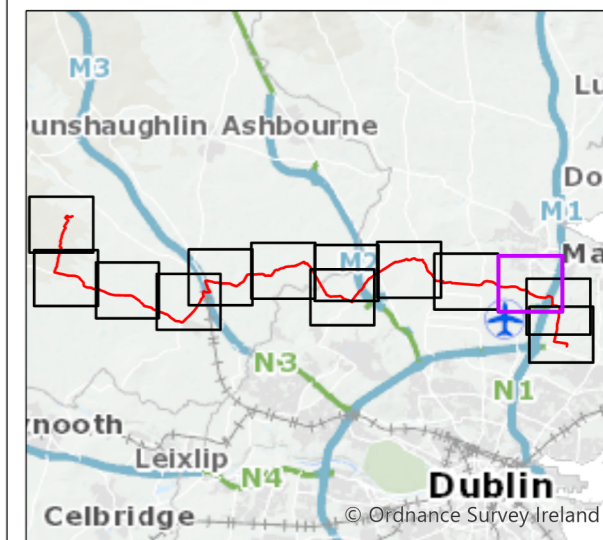 M3
Lu
unshaughlin Ashbourne
Do
M1
M2
Ma
N3
N1
ynooth
Leixlip
N4
Dublin
Celbridge
© Ordnance Survey Ireland